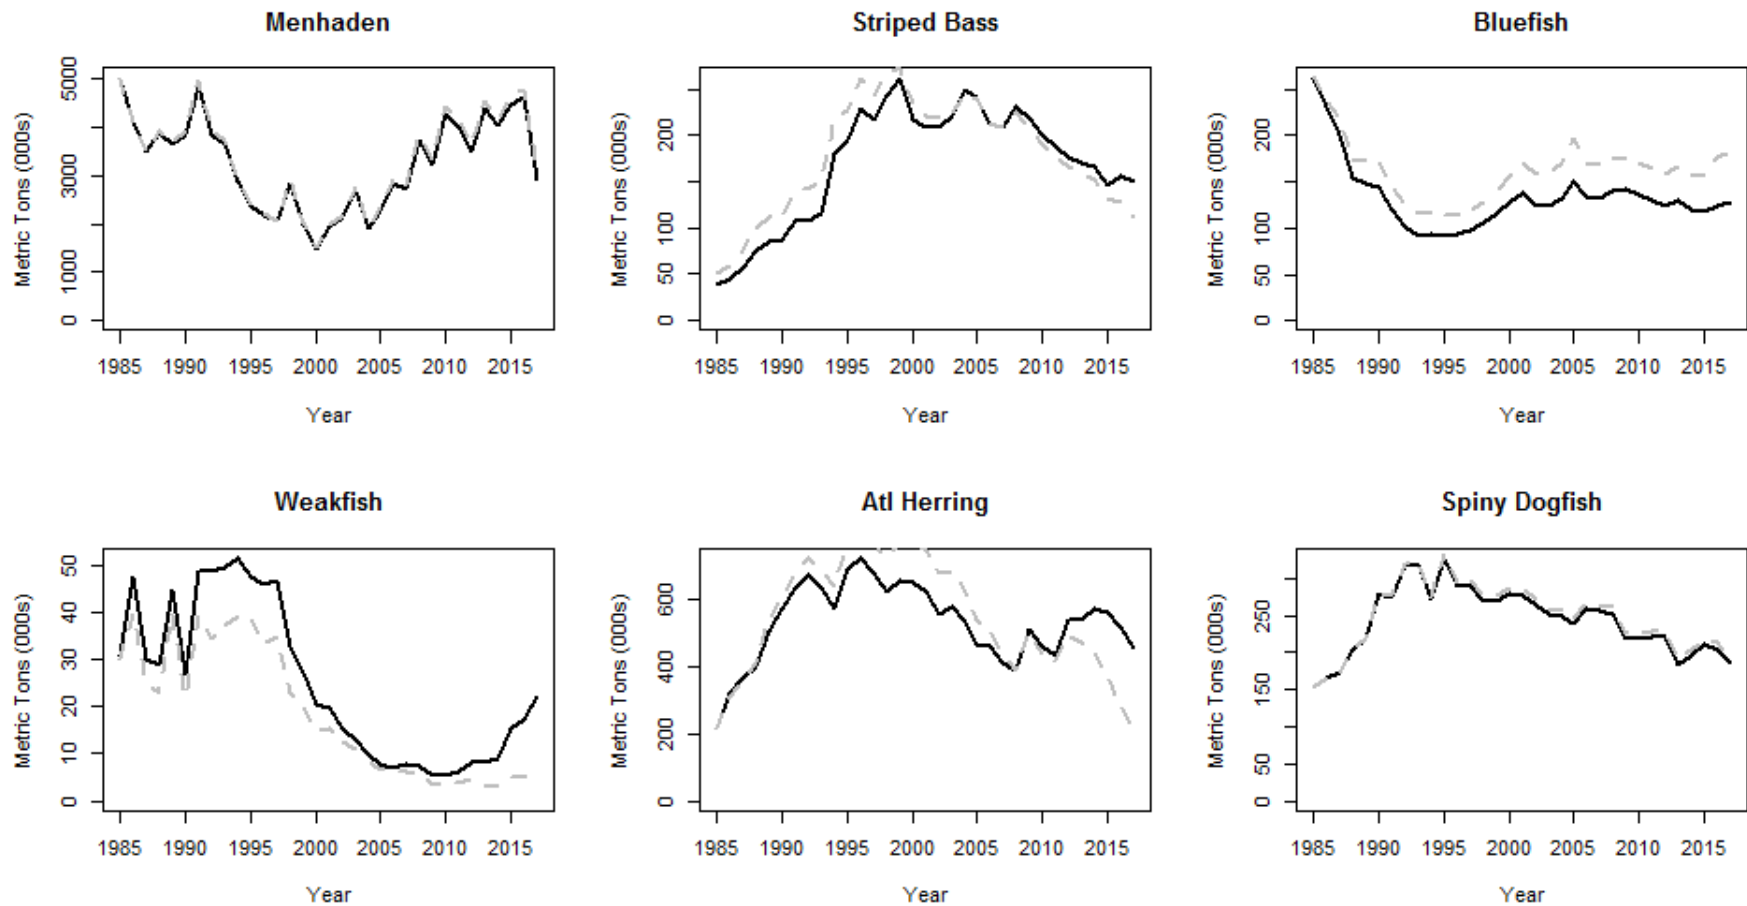 Menhaden
Striped Bass
Bluefish
Metric Tons (000s)
0 1000 3000 5000
1985 1990 1995 2000 2005 2010 2015
Year
Metric Tons (000s)
0 50 100 200
1985 1990 1995 2000 2005 2010 2015
Year
Metric Tons (000s)
0 50 100 200
1985 1990 1995 2000 2005 2010 2015
Year
Weakfish
Atl Herring
Spiny Dogfish
Metric Tons (000s)
0 10 20 30 40 50
1985 1990 1995 2000 2005 2010 2015
Year
Metric Tons (000s)
0 200 400 600
1985 1990 1995 2000 2005 2010 2015
Year
Metric Tons (000s)
0 50 150 250
1985 1990 1995 2000 2005 2010 2015
Year